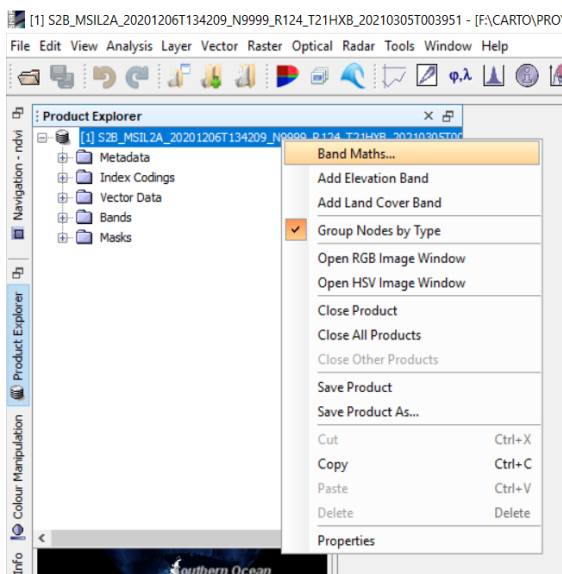 [1] S2B_MSIL2A_20201206T134209_N9999_R124_T21HXB_20210305T003951 - [F:\CARTO\PROV
File Edit View Analysis Layer Vector Raster Optical Radar Tools Window Help
φ,λ
Product Explorer
[1] S2B_MSIL2A_20201206T134209_N9999_R124_T21HXB_20210305T00
Metadata
Index Codings
Vector Data
Bands
Masks
Navigation - ndvi
Product Explorer
Colour Manipulation
Info
Band Maths...
Add Elevation Band
Add Land Cover Band
Group Nodes by Type
Open RGB Image Window
Open HSV Image Window
Close Product
Close All Products
Close Other Products
Save Product
Save Product As...
Cut Ctrl+X
Copy Ctrl+C
Paste Ctrl+V
Delete Delete
Properties
Southern Ocean